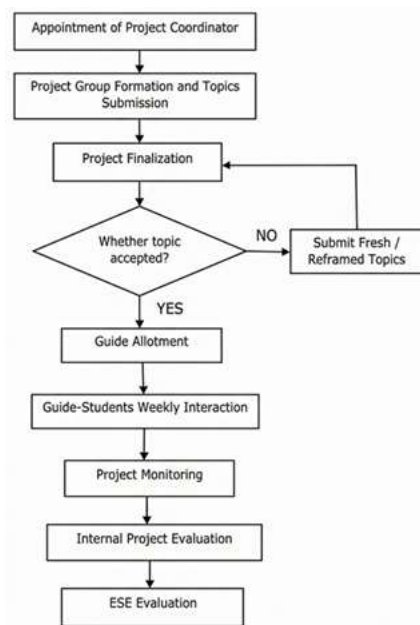 Appointment of Project Coordinator
Project Group Formation and Topics
Submission
Project Finalization
Whether topic
accepted?
NO
Submit Fresh /
Reframed Topics
YES
Guide Allotment
Guide-Students Weekly Interaction
Project Monitoring
Internal Project Evaluation
ESE Evaluation